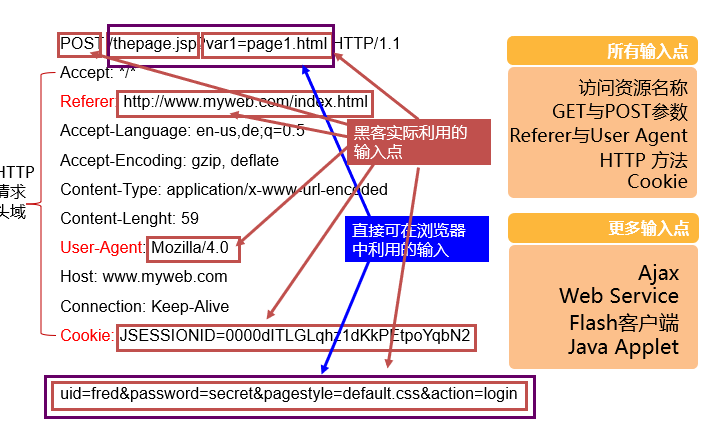 POST /thepage.jsp?var1=page1.html HTTP/1.1
Accept: */*
Referer: http://www.myweb.com/index.html
Accept-Language: en-us,de;q=0.5
Accept-Encoding: gzip, deflate
Content-Type: application/x-www-url-encoded
Content-Lenght: 59
User-Agent: Mozilla/4.0
Host: www.myweb.com
Connection: Keep-Alive
Cookie: JSESSIONID=0000dITLGLqhz1dKkPEtpoYqbN2
uid=fred&password=secret&pagestyle=default.css&action=login
HTTP
请求
头域
黑客实际利用的
输入点
直接可在浏览器
中利用的输入
所有输入点
访问资源名称
GET与POST参数
Referer与User Agent
HTTP 方法
Cookie
更多输入点
Ajax
Web Service
Flash客户端
Java Applet